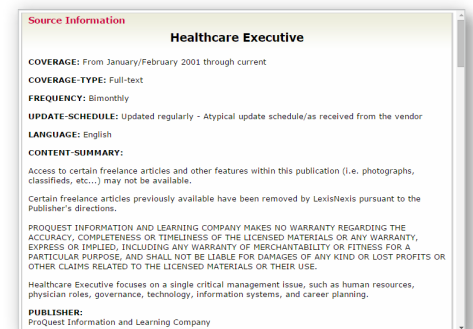 Source Information
Healthcare Executive
COVERAGE: From January/February 2001 through current
COVERAGE-TYPE: Full-text
FREQUENCY: Bimonthly
UPDATE-SCHEDULE: Updated regularly - Atypical update schedule/as received from the vendor
LANGUAGE: English
CONTENT-SUMMARY:
Access to certain freelance articles and other features within this publication (i.e. photographs,
classifieds, etc...) may not be available.
Certain freelance articles previously available have been removed by LexisNexis pursuant to the
Publisher's directions.
PROQUEST INFORMATION AND LEARNING COMPANY MAKES NO WARRANTY REGARDING THE
ACCURACY, COMPLETENESS OR TIMELINESS OF THE LICENSED MATERIALS OR ANY WARRANTY,
EXPRESS OR IMPLIED, INCLUDING ANY WARRANTY OF MERCHANTABILITY OR FITNESS FOR A
PARTICULAR PURPOSE, AND SHALL NOT BE LIABLE FOR DAMAGES OF ANY KIND OR LOST PROFITS OR
OTHER CLAIMS RELATED TO THE LICENSED MATERIALS OR THEIR USE.
Healthcare Executive focuses on a single critical management issue, such as human resources,
physician roles, governance, technology, information systems, and career planning.
PUBLISHER:
ProQuest Information and Learning Company